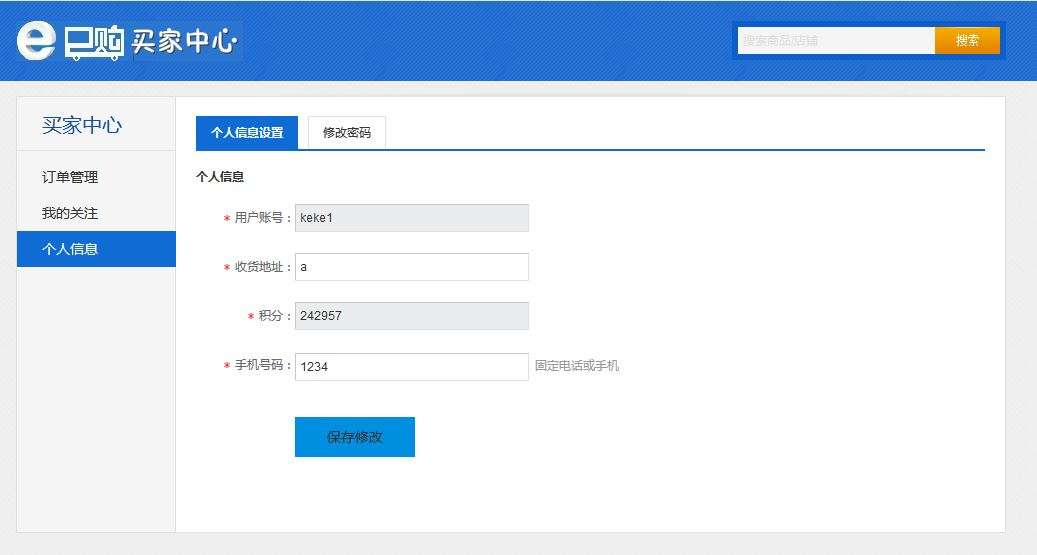 e 已购 买家中心
搜索商品/店铺
搜索
买家中心
订单管理
我的关注
个人信息
个人信息设置
修改密码
个人信息
* 用户账号： keke1
* 收货地址： a
* 积分： 242957
* 手机号码： 1234 固定电话或手机
保存修改